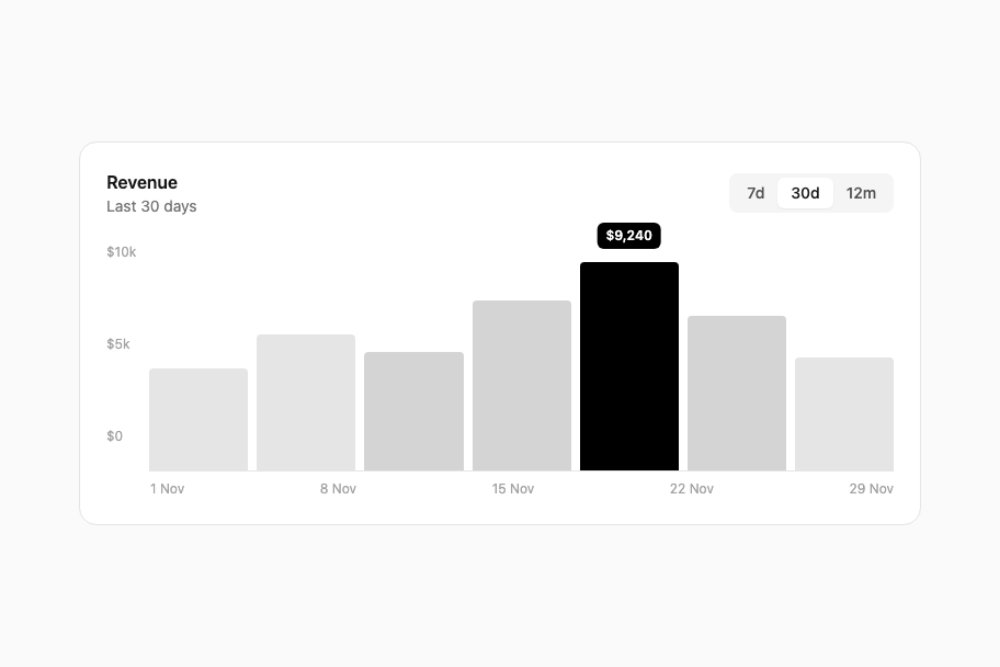 Revenue
Last 30 days
7d 30d 12m
$9,240
$10k
$5k
$0
1 Nov 8 Nov 15 Nov 22 Nov 29 Nov